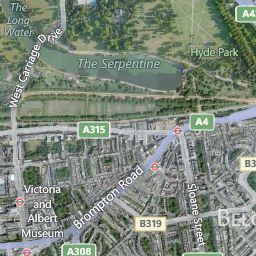 The
Long
Water
A4
Hyde Park
The Serpentine
West Carriage Drive
A315
A4
Brompton Road
Sloane Street
Victoria
and
Albert
Museum
B319
A308